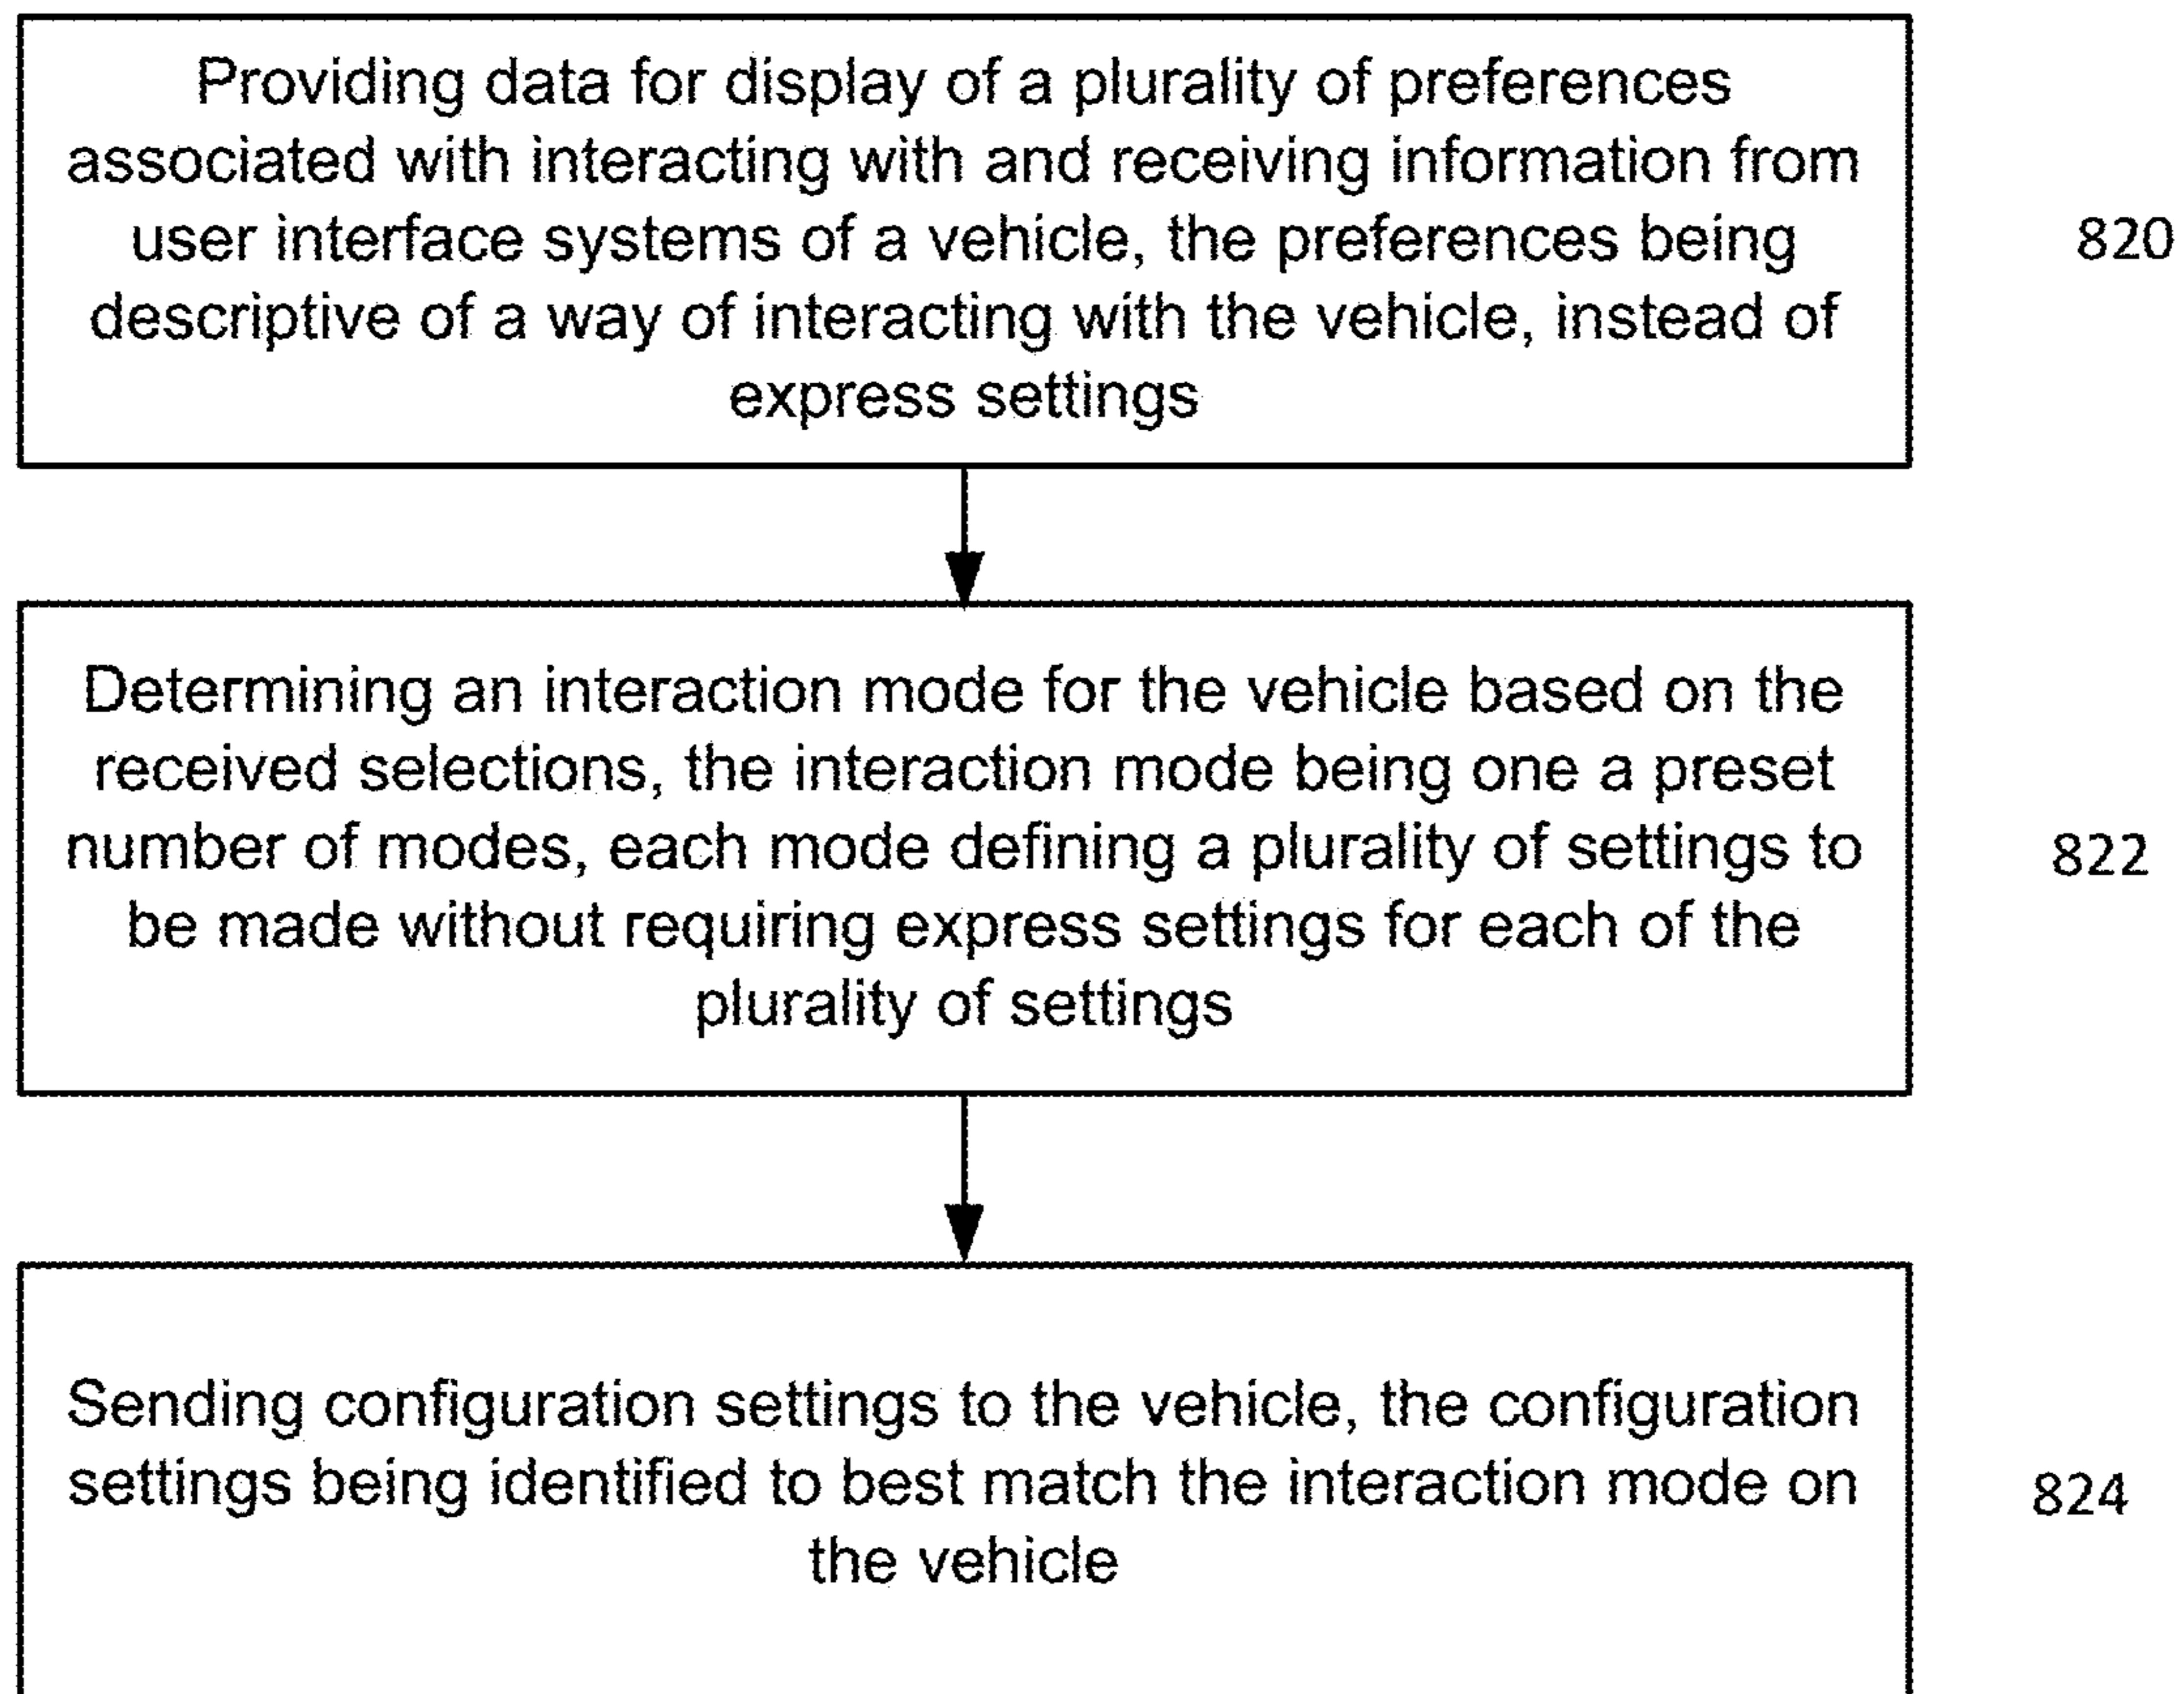 Providing data for display of a plurality of preferences
associated with interacting with and receiving information from
user interface systems of a vehicle, the preferences being
descriptive of a way of interacting with the vehicle, instead of
express settings
820
Determining an interaction mode for the vehicle based on the
received selections, the interaction mode being one a preset
number of modes, each mode defining a plurality of settings to
be made without requiring express settings for each of the
plurality of settings
822
Sending configuration settings to the vehicle, the configuration
settings being identified to best match the interaction mode on
the vehicle
824